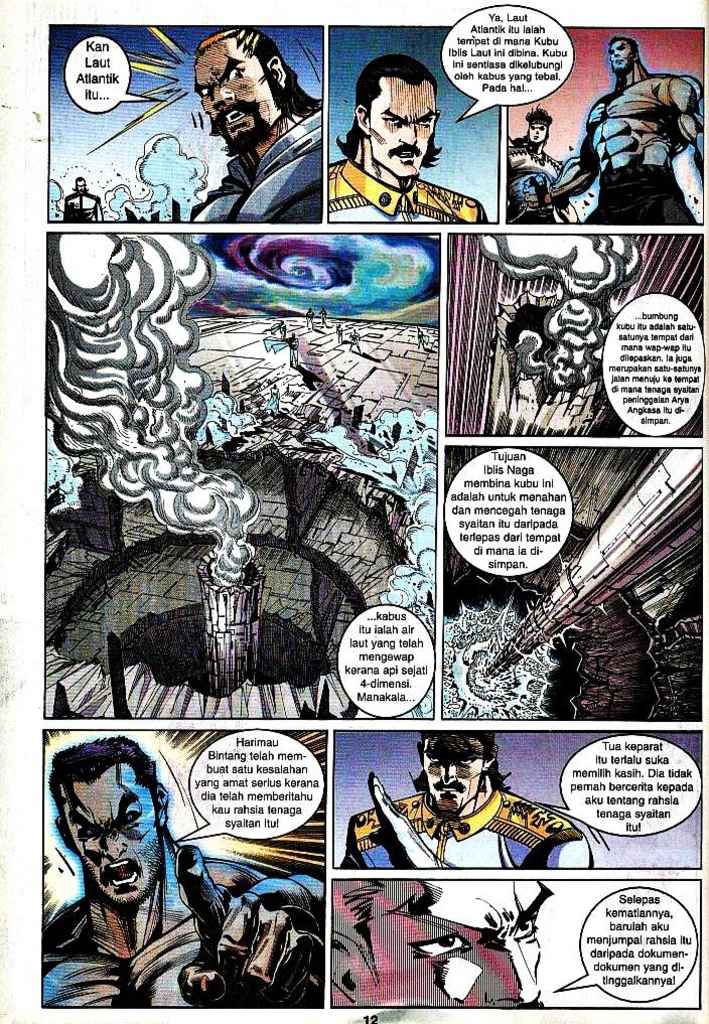 Kan
Laut
Atlantik
itu...
Ya, Laut
Atlantik itu ialah
tempat di mana Kubu
Iblis Laut ini dibina. Kubu
ini sentiasa dikelubungi
oleh kabus yang tebal.
Pada hal...
...kabus
itu ialah air
laut yang telah
mengewap
kerana api sejati
4-dimensi.
Manakala...
...bumbung
kubu itu adalah satu-
satunya tempat dari
mana wap-wap itu
dilepaskan. Ia juga
merupakan satu-satunya
jalan menuju ke tempat
di mana tenaga syaitan
peninggalan Arya
Angkasa itu di-
simpan.
Tujuan
Iblis Naga
membina kubu ini
adalah untuk menahan
dan mencegah tenaga
syaitan itu daripada
terlepas dari tempat
di mana ia di-
simpan.
Harimau
Bintang telah mem-
buat satu kesalahan
yang amat serius kerana
dia telah memberitahu
kau rahsia tenaga
syaitan itu!
Tua keparat
itu terlalu suka
memilih kasih. Dia tidak
pernah bercerita kepada
aku tentang rahsia
tenaga syaitan
itu!
Selepas
kematiannya,
barulah aku
menjumpai rahsia itu
daripada dokumen-
dokumen yang di-
tinggalkannya!
12